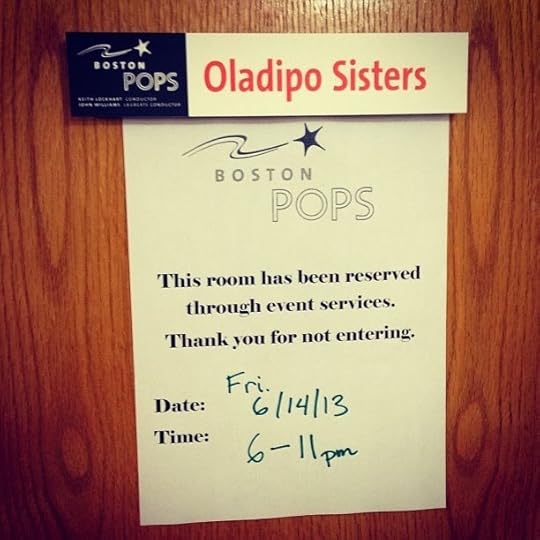 BOSTON
POPS
KEITH LOCKHART CONDUCTOR
JOHN WILLIAMS LAUREATE CONDUCTOR
Oladipo Sisters
BOSTON
POPS
This room has been reserved
through event services.
Thank you for not entering.
Fri.
Date: 6/14/13
Time: 6-11pm